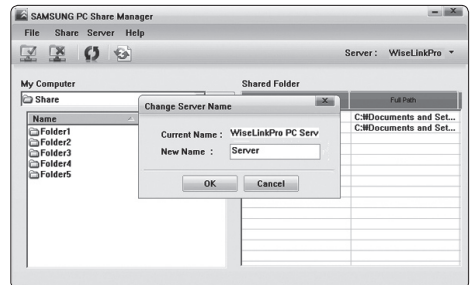 SAMSUNG PC Share Manager
File Share Server Help
Server : WiseLinkPro
My Computer
Shared Folder
Share
Full Path
Name
Folder1
Folder2
Folder3
Folder4
Folder5
C:₩Documents and Set...
C:₩Documents and Set...
Change Server Name
Current Name : WiseLinkPro PC Serv
New Name : Server
OK Cancel